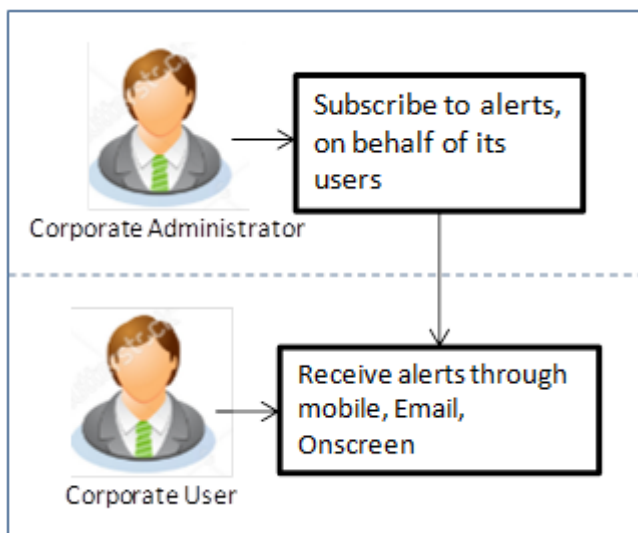 Subscribe to alerts,
on behalf of its
users
Corporate Administrator
Receive alerts through
mobile, Email,
Onscreen
Corporate User